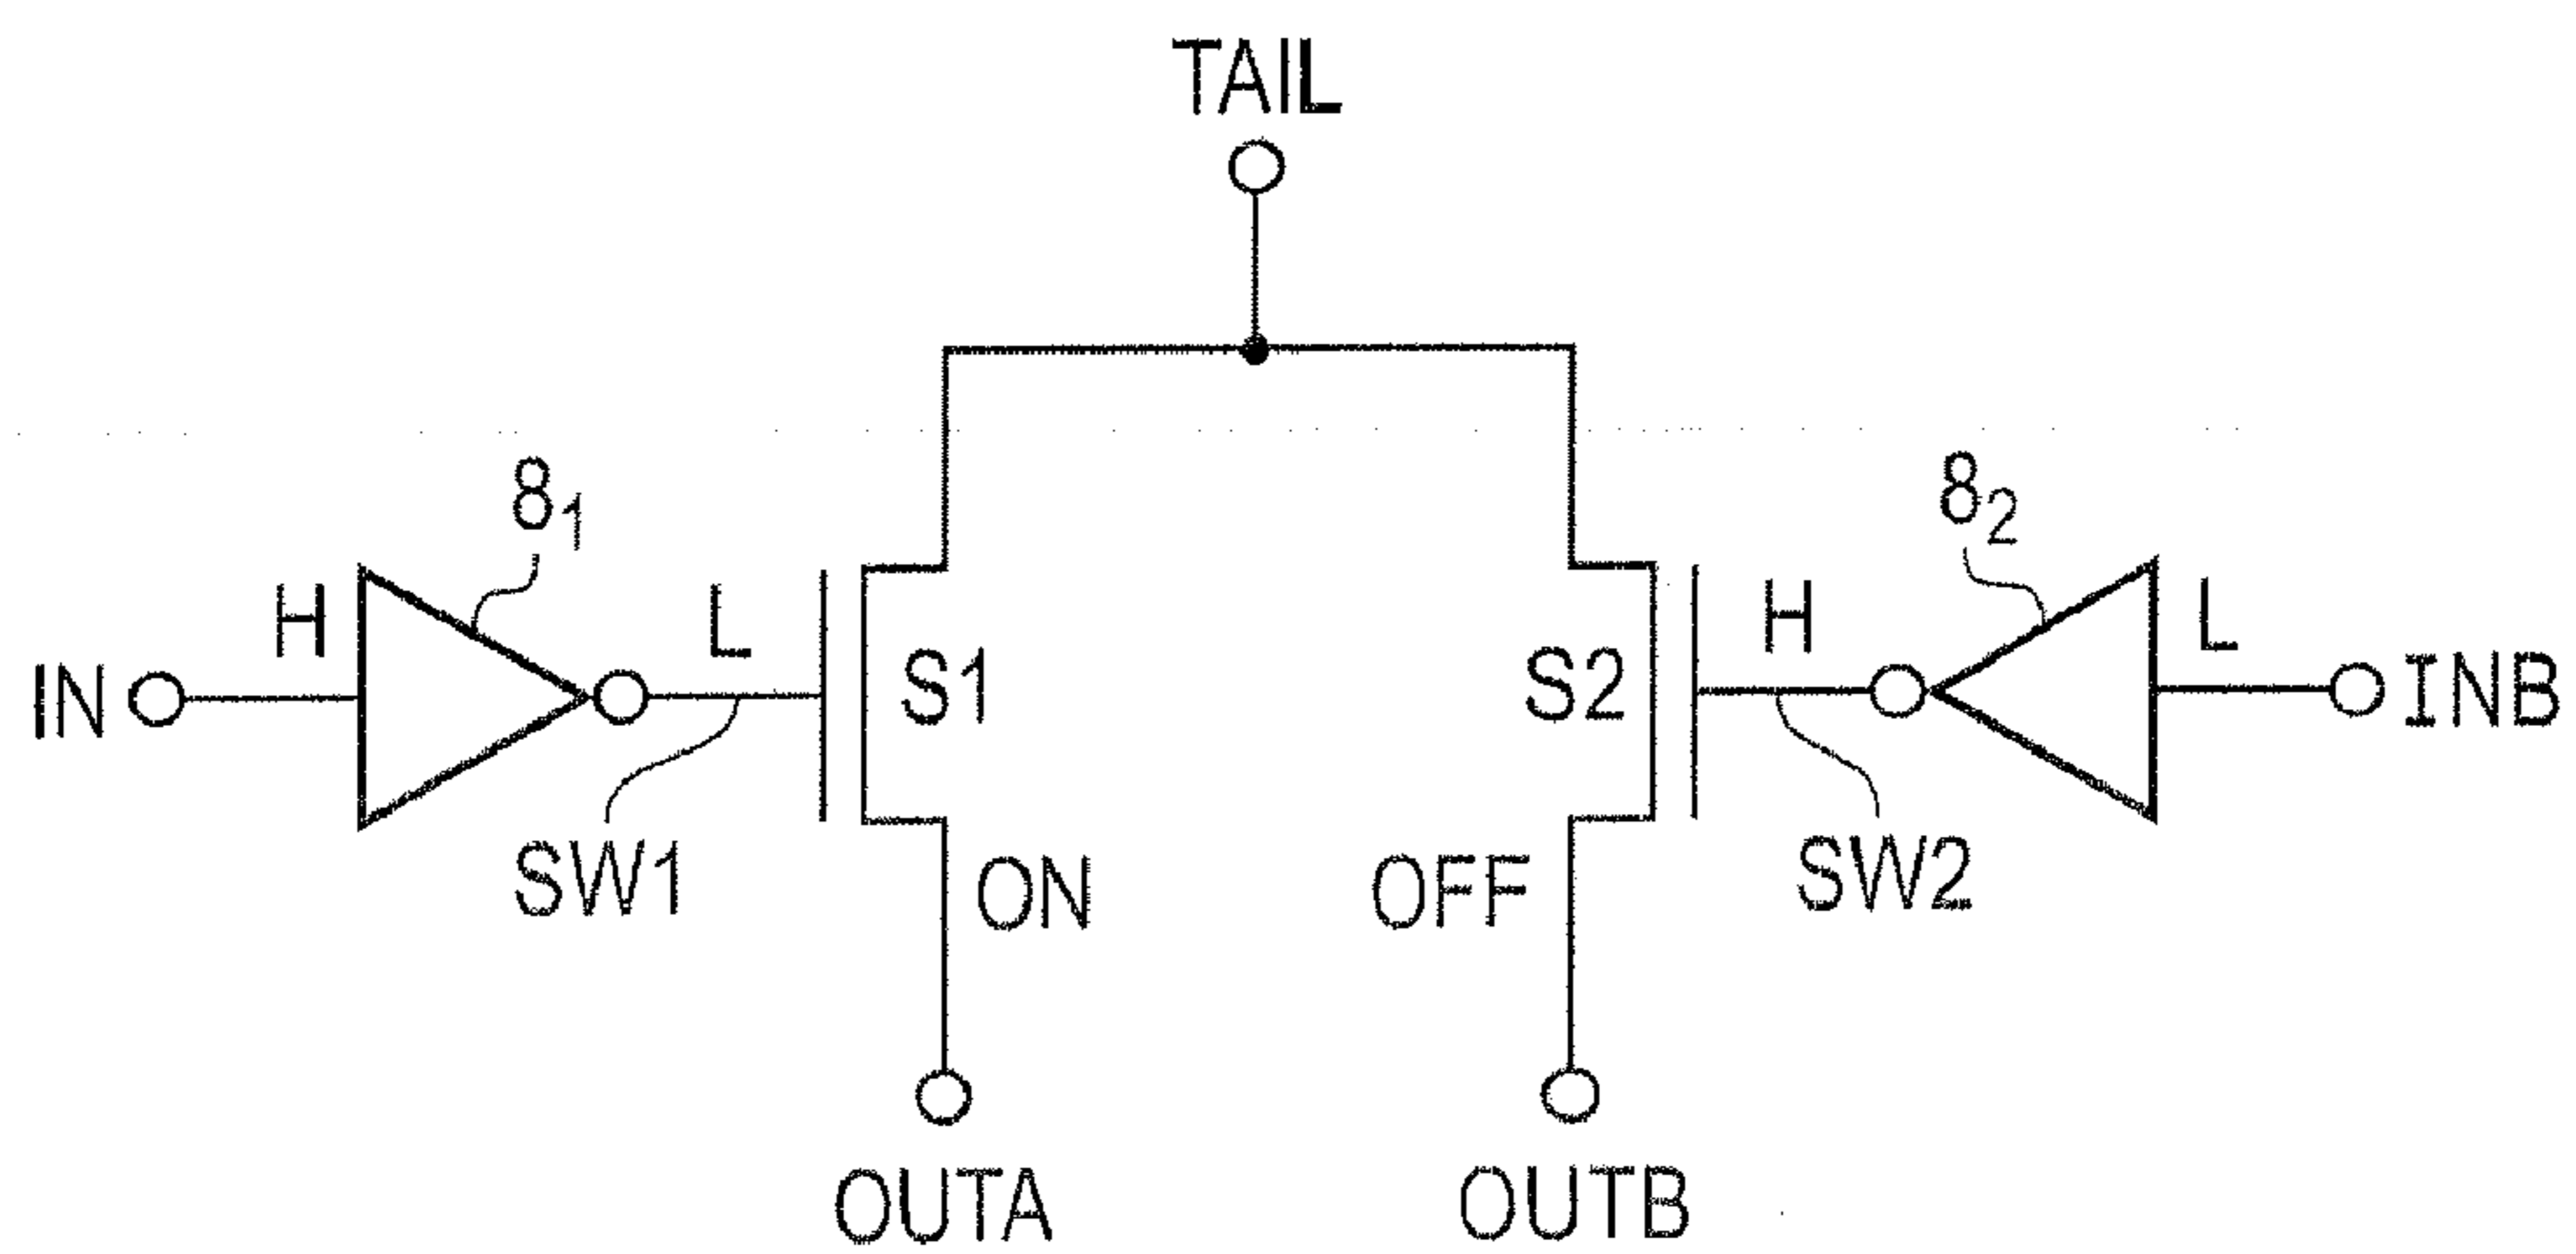 TAIL
8₁
8₂
H
L
H
L
IN
S1
S2
INB
SW1
ON
OFF
SW2
OUTA
OUTB